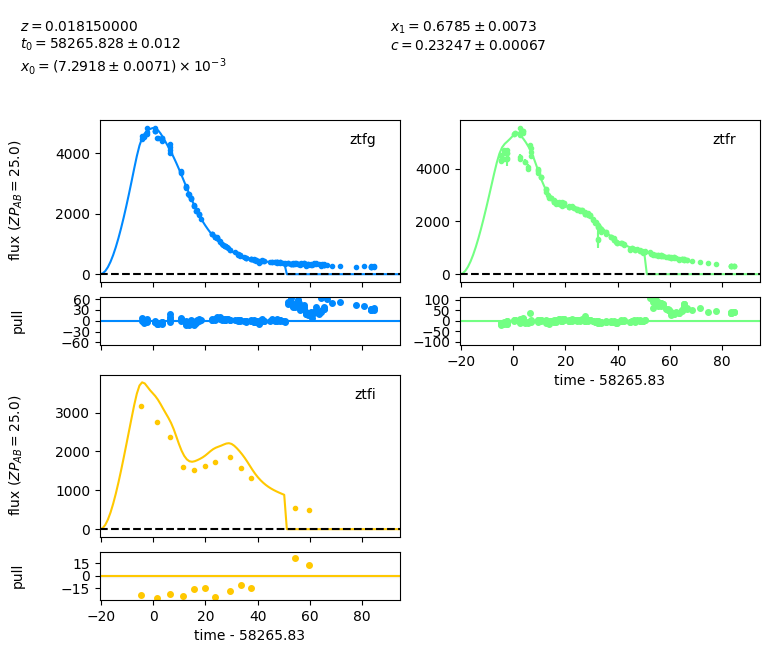 z = 0.018150000
t₀ = 58265.828 ± 0.012
x₀ = (7.2918 ± 0.0071) × 10⁻³
x₁ = 0.6785 ± 0.0073
c = 0.23247 ± 0.00067
flux (ZP_AB = 25.0)
ztfg
4000
2000
0
pull
60
30
0
−30
−60
ztfr
4000
2000
0
100
50
0
−50
−100
−20 0 20 40 60 80
time - 58265.83
flux (ZP_AB = 25.0)
ztfi
3000
2000
1000
0
pull
15
0
−15
−20 0 20 40 60 80
time - 58265.83